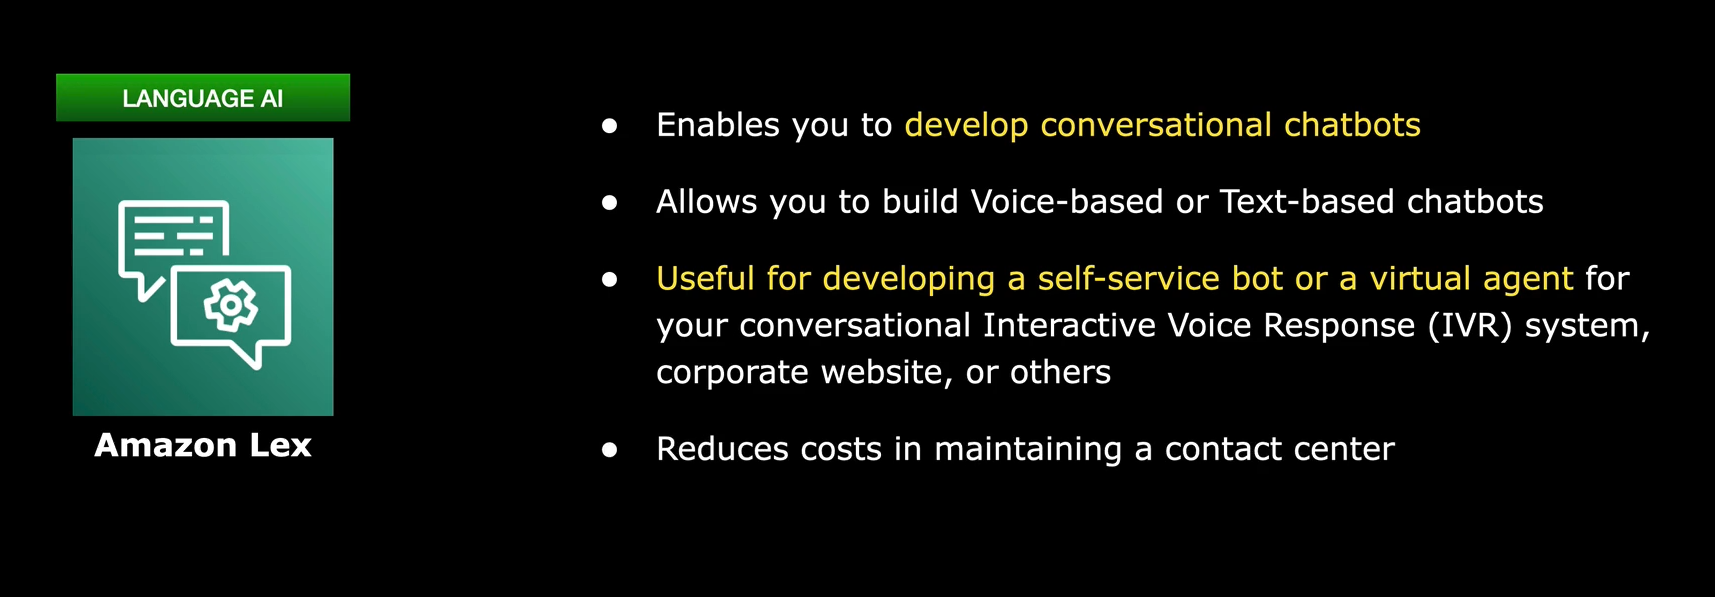 LANGUAGE AI
Amazon Lex
● Enables you to develop conversational chatbots
● Allows you to build Voice-based or Text-based chatbots
● Useful for developing a self-service bot or a virtual agent for
your conversational Interactive Voice Response (IVR) system,
corporate website, or others
● Reduces costs in maintaining a contact center